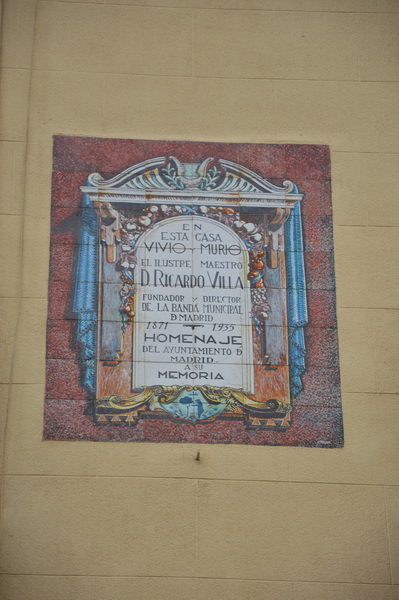 EN
ESTA CASA
VIVIO Y MURIO
EL ILUSTRE MAESTRO
D. RICARDO VILLA
FUNDADOR Y DIRECTOR
DE LA BANDA MUNICIPAL
D MADRID
1871 1935
HOMENAJE
DEL AYUNTAMIENTO D
MADRID
A SU
MEMORIA